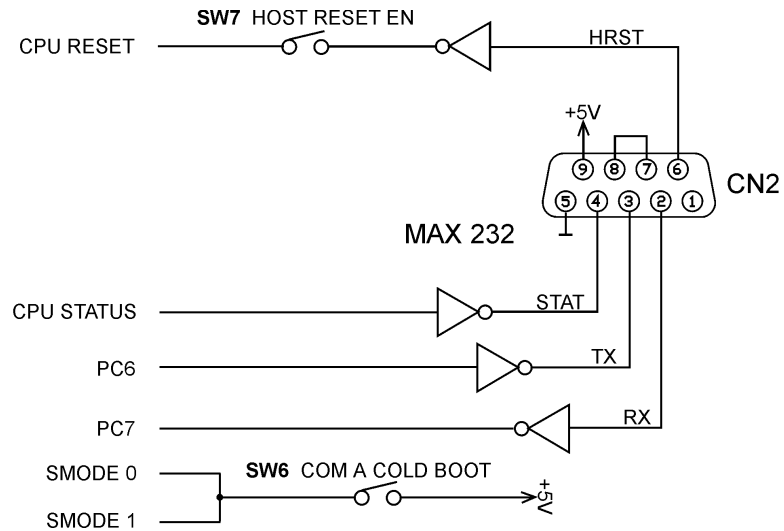 SW7 HOST RESET EN
CPU RESET
HRST
+5V
9 8 7 6
CN2
5 4 3 2 1
MAX 232
STAT
CPU STATUS
TX
PC6
RX
PC7
SMODE 0
SW6 COM A COLD BOOT
+5V
SMODE 1